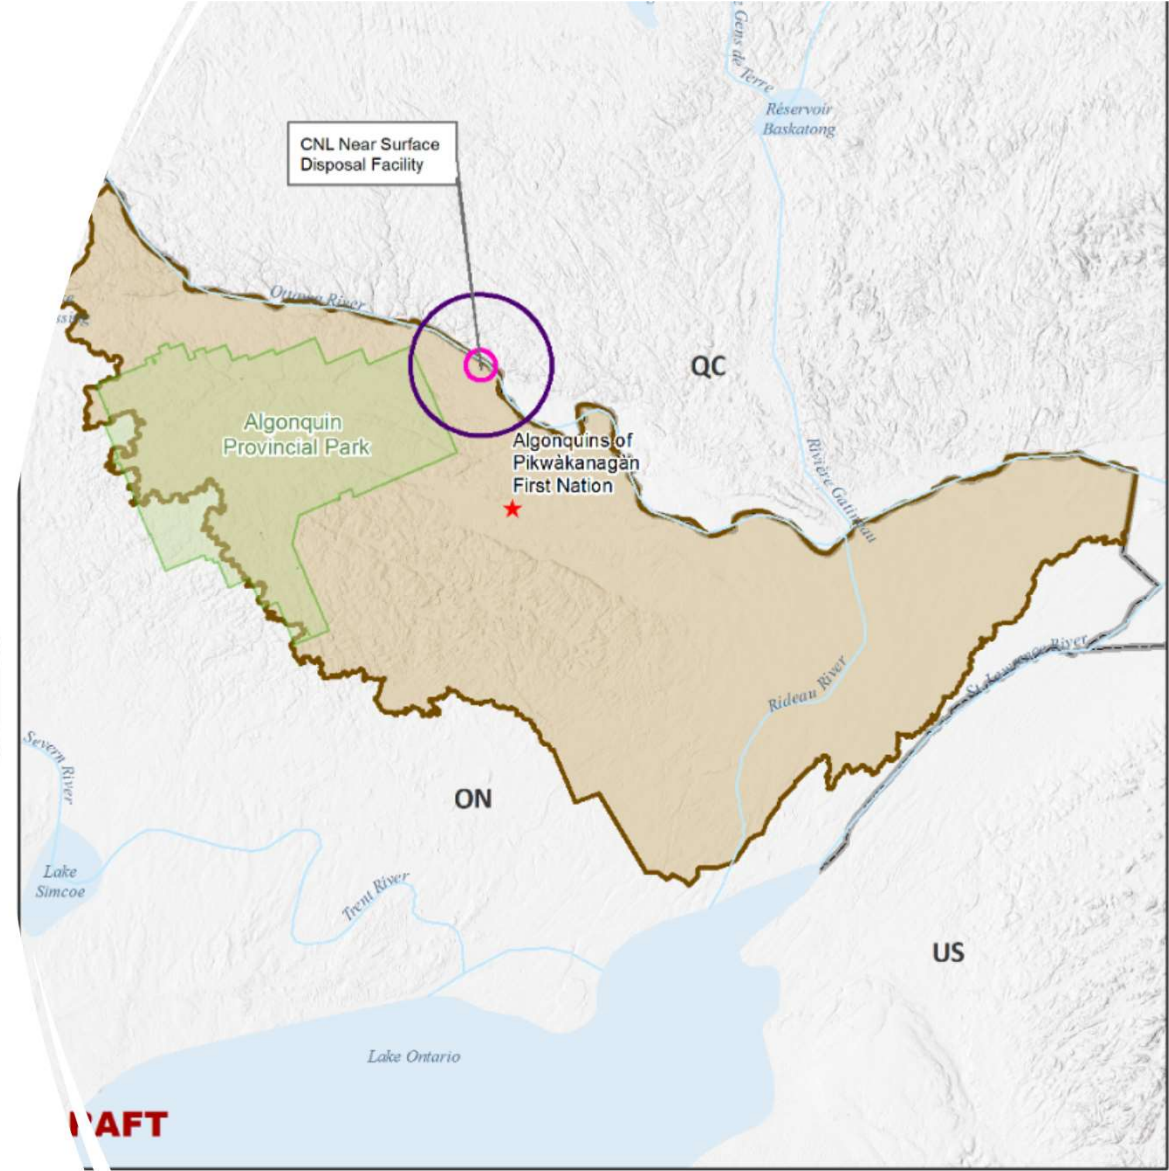 Gens de Terre
Réservoir
Baskatong
CNL Near Surface
Disposal Facility
Ottawa River
QC
Algonquin
Provincial Park
Algonquins of
Pikwàkanagàn
First Nation
Rivière Gatineau
St. Lawrence River
Rideau River
Severn River
ON
Lake
Simcoe
Trent River
US
Lake Ontario
RAFT